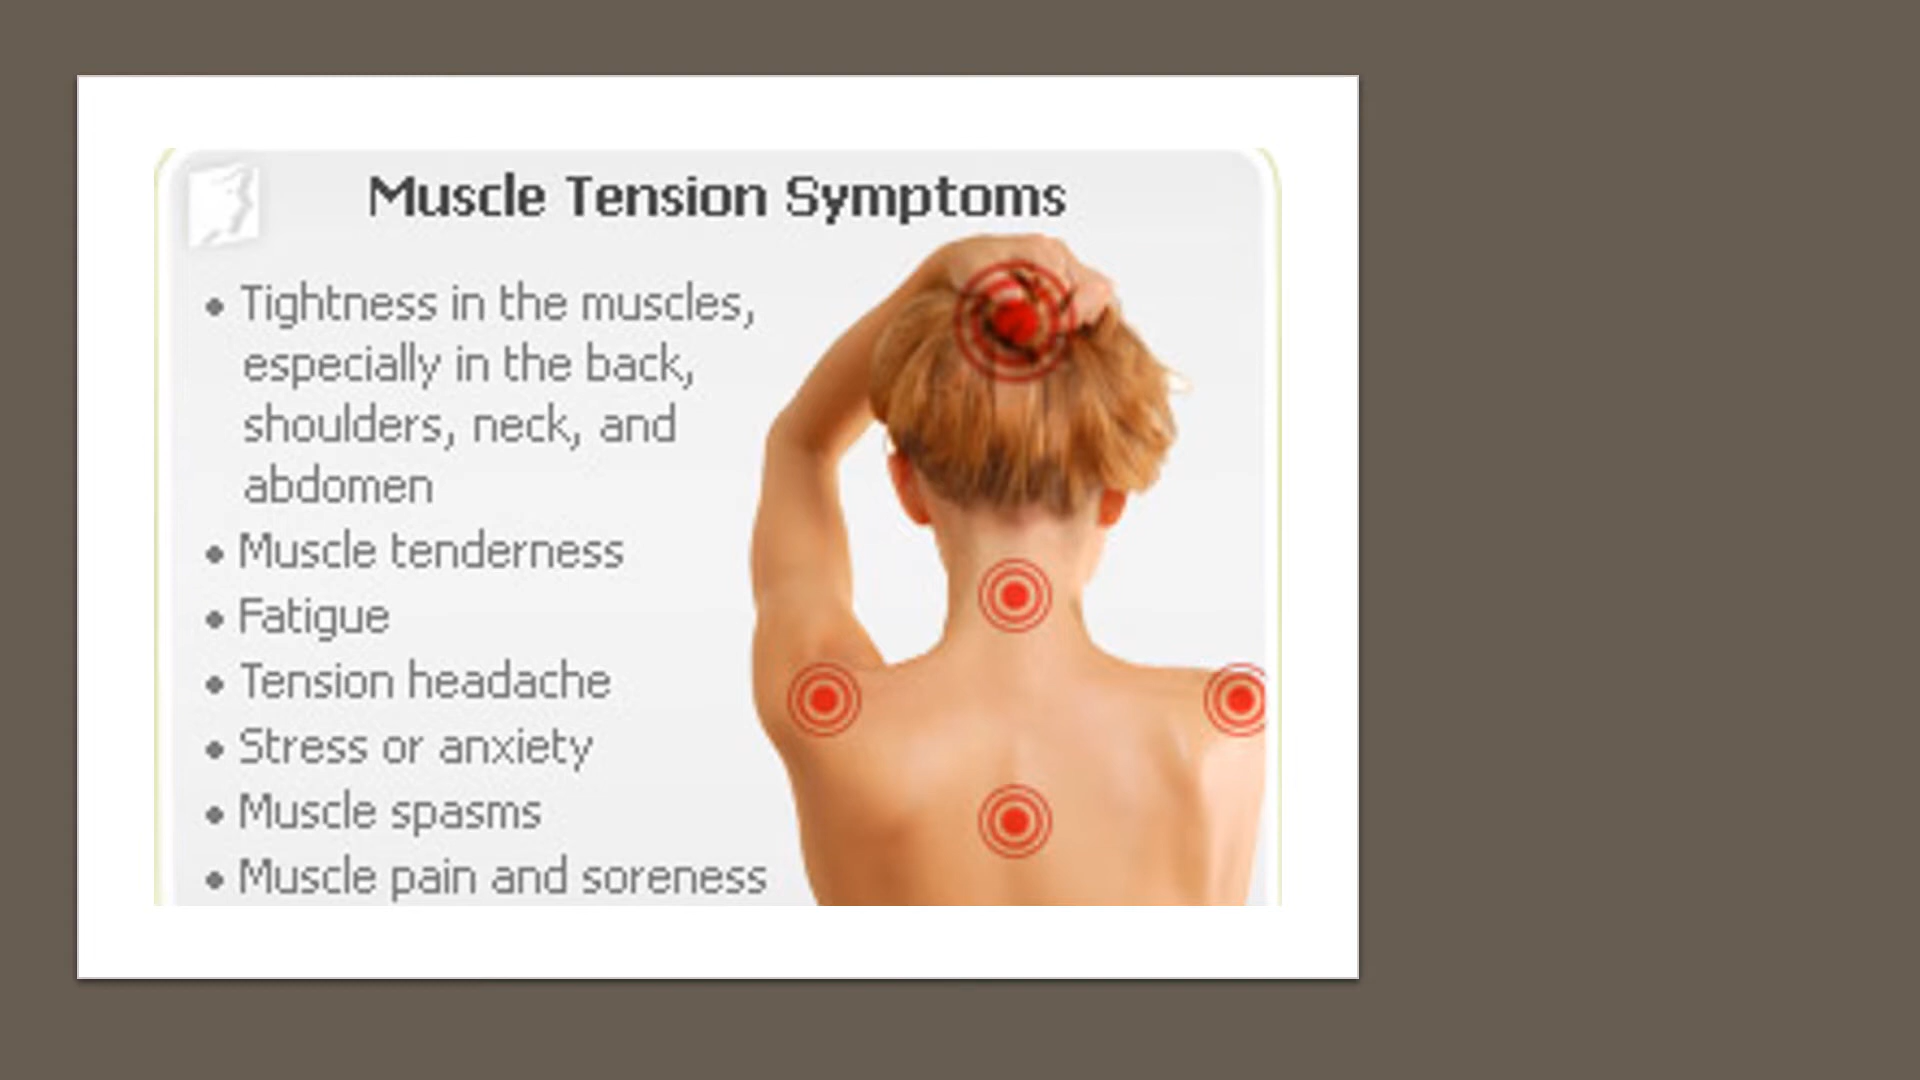 Muscle Tension Symptoms
• Tightness in the muscles,
especially in the back,
shoulders, neck, and
abdomen
• Muscle tenderness
• Fatigue
• Tension headache
• Stress or anxiety
• Muscle spasms
• Muscle pain and soreness